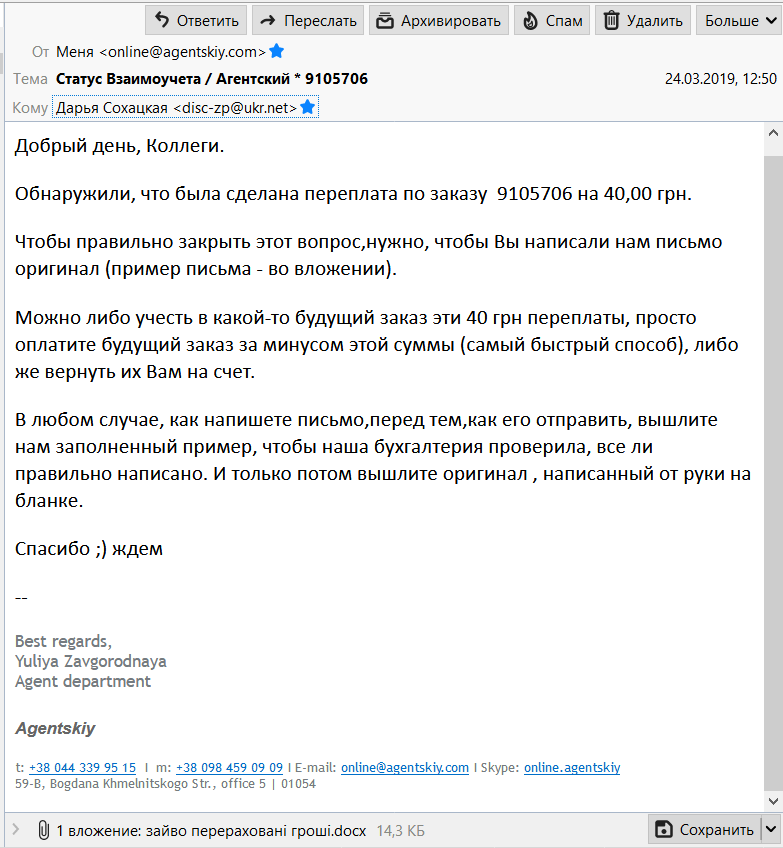 Ответить Переслать Архивировать Спам Удалить Больше
От Меня <online@agentskiy.com>
Тема Статус Взаимоучета / Агентский * 9105706 24.03.2019, 12:50
Кому Дарья Сохацкая <disc-zp@ukr.net>
Добрый день, Коллеги.
Обнаружили, что была сделана переплата по заказу 9105706 на 40,00 грн.
Чтобы правильно закрыть этот вопрос,нужно, чтобы Вы написали нам письмо
оригинал (пример письма - во вложении).
Можно либо учесть в какой-то будущий заказ эти 40 грн переплаты, просто
оплатите будущий заказ за минусом этой суммы (самый быстрый способ), либо
же вернуть их Вам на счет.
В любом случае, как напишете письмо,перед тем,как его отправить, вышлите
нам заполненный пример, чтобы наша бухгалтерия проверила, все ли
правильно написано. И только потом вышлите оригинал , написанный от руки на
бланке.
Спасибо ;) ждем
--
Best regards,
Yuliya Zavgorodnaya
Agent department
Agentskiy
t: +38 044 339 95 15 I m: +38 098 459 09 09 I E-mail: online@agentskiy.com I Skype: online.agentskiy
59-B, Bogdana Khmelnitskogo Str., office 5 | 01054
1 вложение: зайво перераховані гроші.docx 14,3 КБ Сохранить